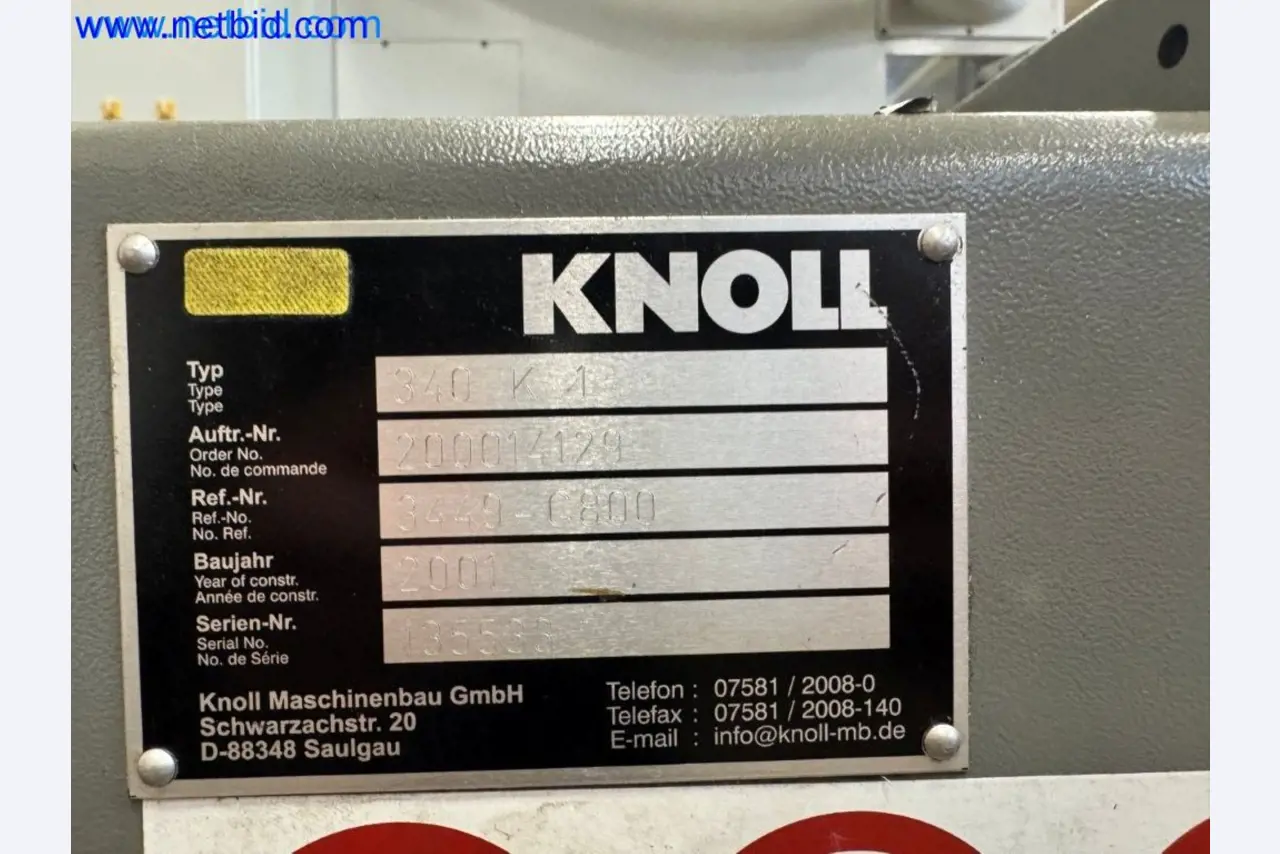 www.netbid.com
KNOLL
Typ
Type
Type
340 K 1
Auftr.-Nr.
Order No.
No. de commande
200014129
Ref.-Nr.
Ref.-No.
No. Ref.
3449-C800
Baujahr
Year of constr.
Année de constr.
2001
Serien-Nr.
Serial No.
No. de Série
Knoll Maschinenbau GmbH
Schwarzachstr. 20
D-88348 Saulgau
Telefon : 07581 / 2008-0
Telefax : 07581 / 2008-140
E-mail : info@knoll-mb.de